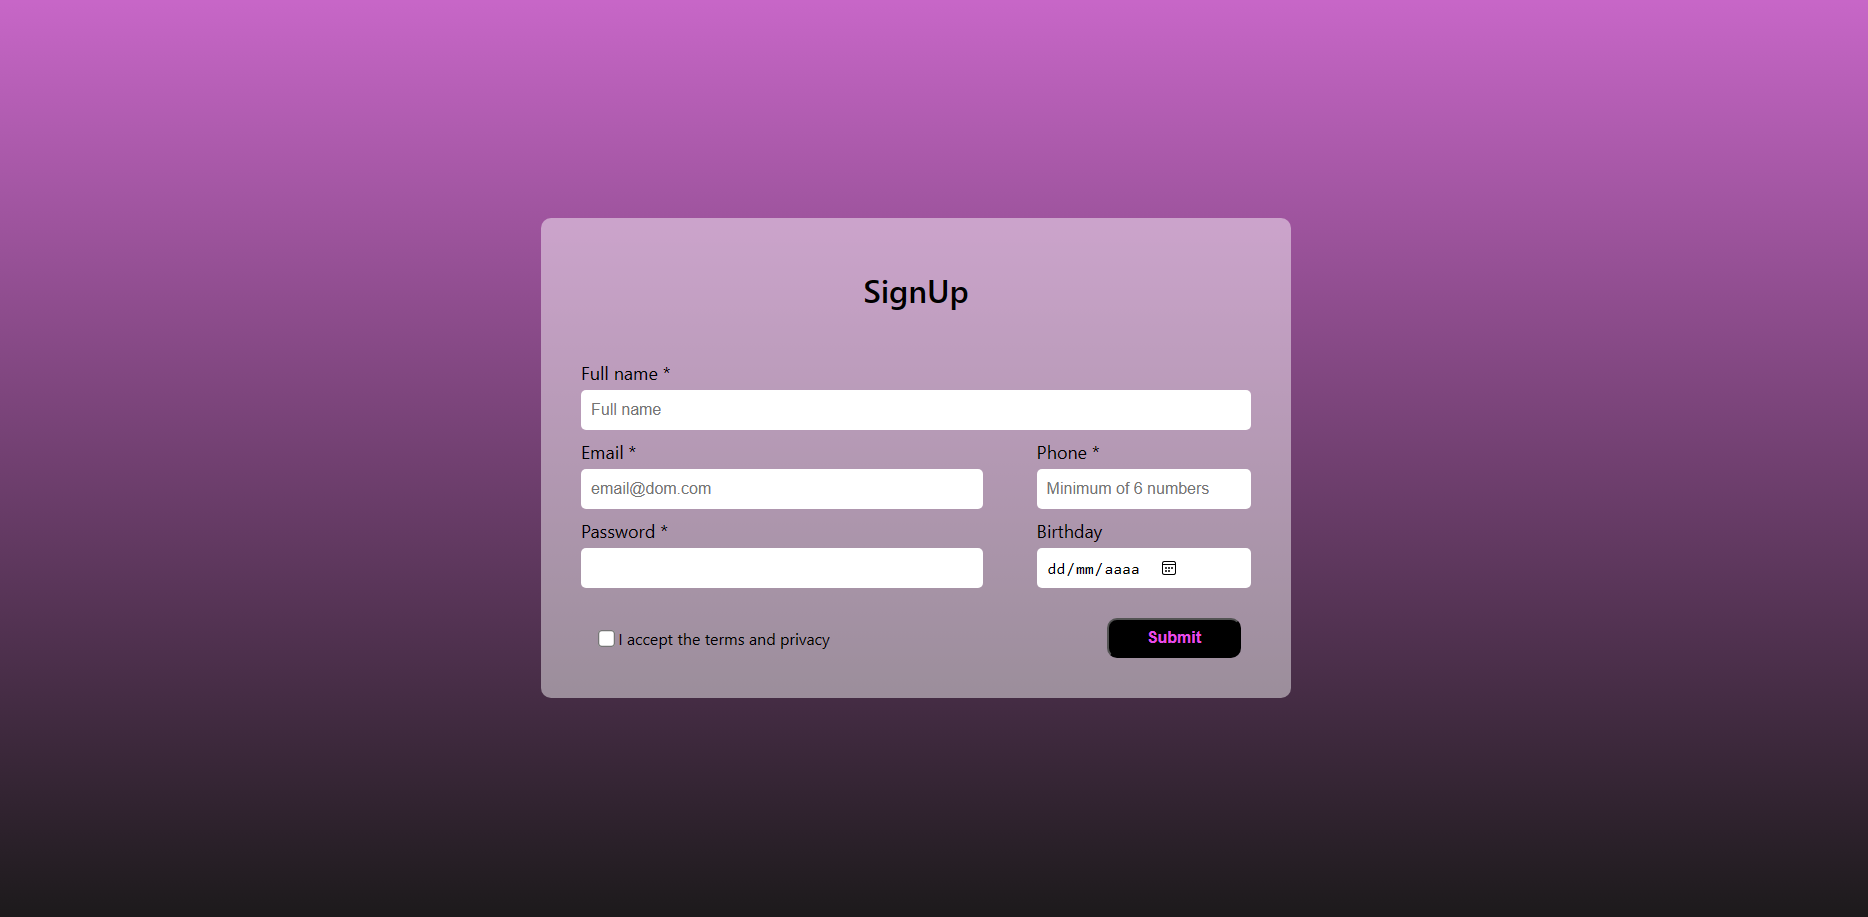 SignUp
Full name *
Full name
Email *
Phone *
email@dom.com
Minimum of 6 numbers
Password *
Birthday
dd/mm/aaaa
I accept the terms and privacy
Submit